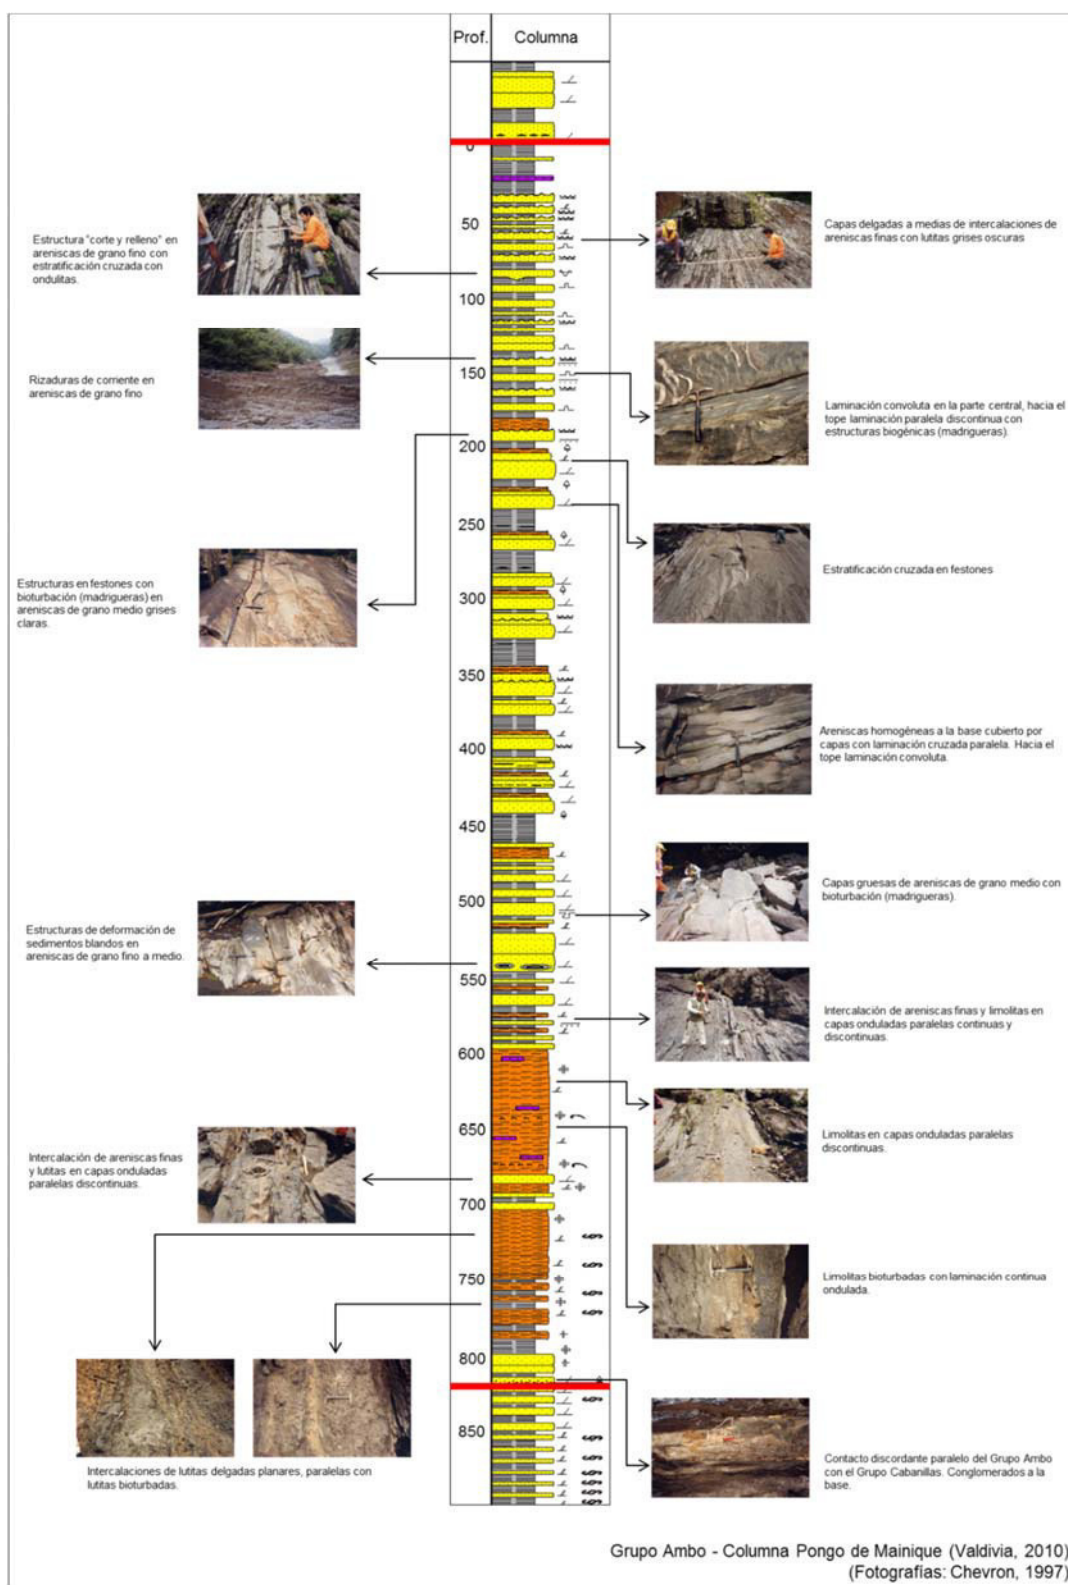 Prof.
Columna
0
50
100
150
200
250
300
350
400
450
500
550
600
650
700
750
800
850
Estructura "corte y relleno" en
areniscas de grano fino con
estratificación cruzada con
ondulitas.
Rizaduras de corriente en
areniscas de grano fino
Estructuras en festones con
bioturbación (madrigueras) en
areniscas de grano medio grises
claras.
Estructuras de deformación de
sedimentos blandos en
areniscas de grano fino a medio.
Intercalación de areniscas finas
y lutitas en capas onduladas
paralelas discontinuas.
Intercalaciones de lutitas delgadas planares, paralelas con
lutitas bioturbadas.
Capas delgadas a medias de intercalaciones de
areniscas finas con lutitas grises oscuras
Laminación convoluta en la parte central, hacia el
tope laminación paralela discontinua con
estructuras biogénicas (madrigueras).
Estratificación cruzada en festones
Areniscas homogéneas a la base cubierto por
capas con laminación cruzada paralela. Hacia el
tope laminación convoluta.
Capas gruesas de areniscas de grano medio con
bioturbación (madrigueras).
Intercalación de areniscas finas y limolitas en
capas onduladas paralelas continuas y
discontinuas.
Limolitas en capas onduladas paralelas
discontinuas.
Limolitas bioturbadas con laminación continua
ondulada.
Contacto discordante paralelo del Grupo Ambo
con el Grupo Cabanillas. Conglomerados a la
base.
Grupo Ambo - Columna Pongo de Mainique (Valdivia, 2010)
(Fotografías: Chevron, 1997)